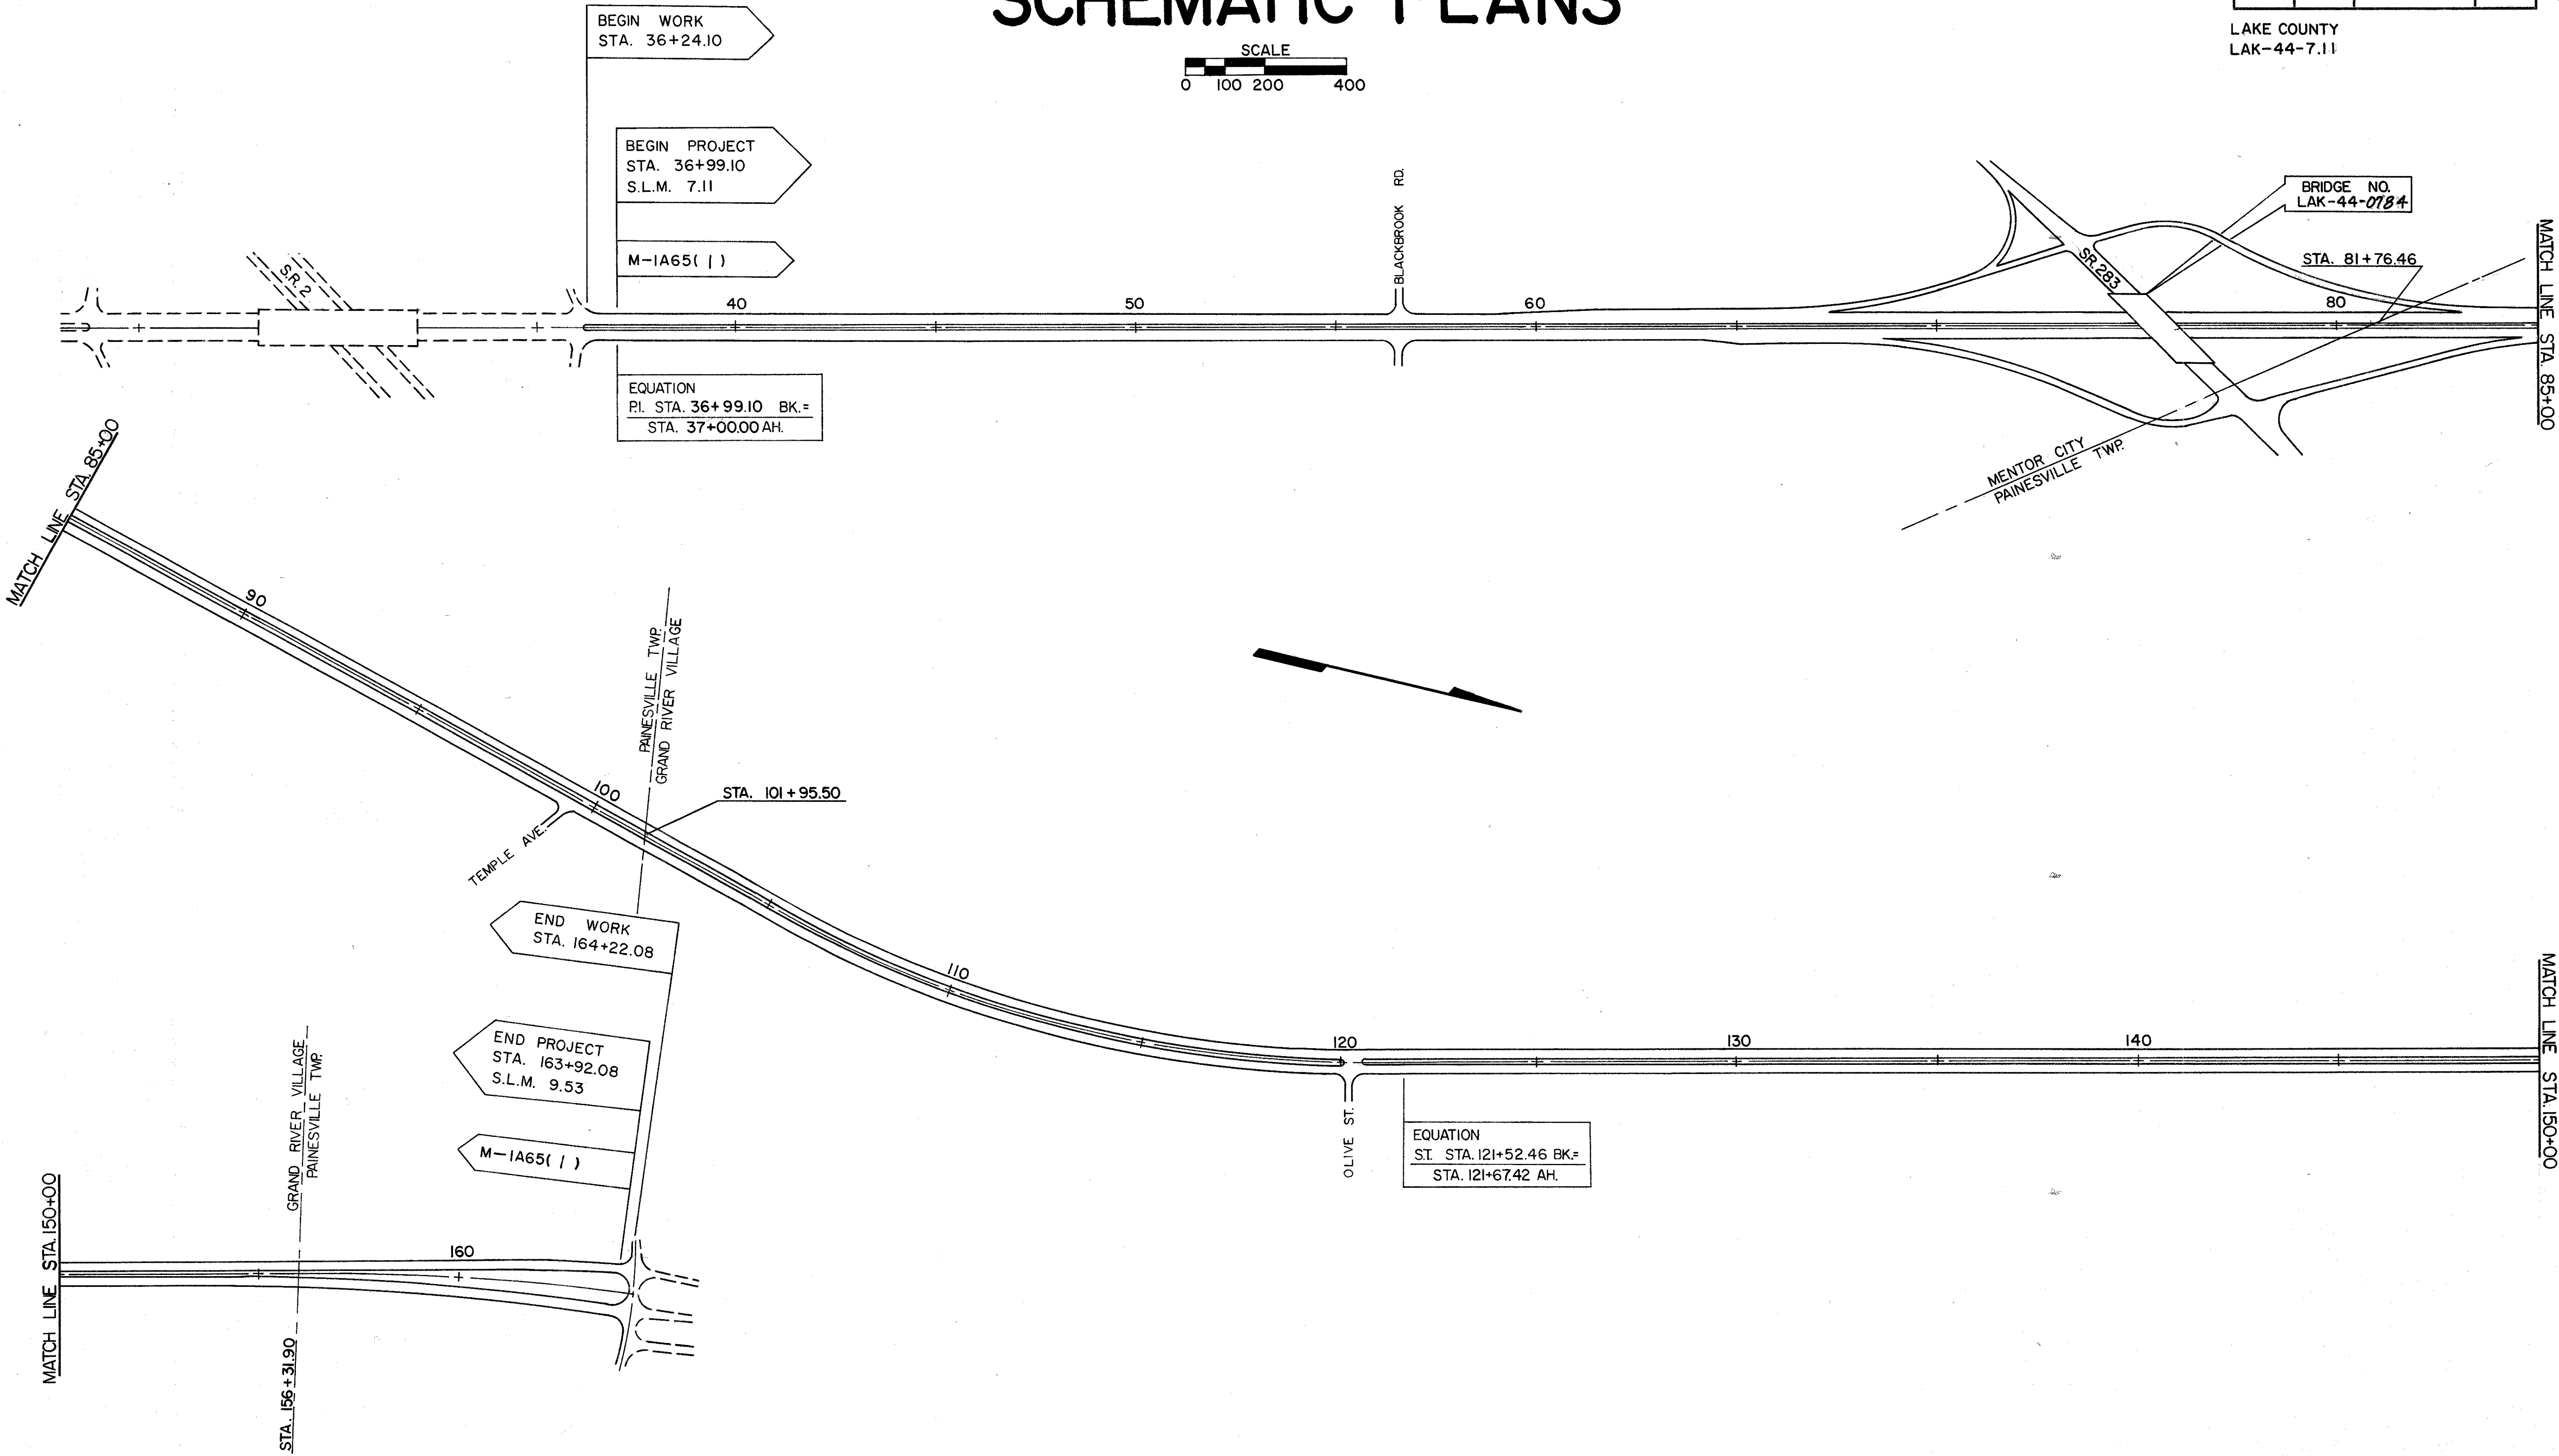 SCHEMATIC PLANS
SCALE
0 100 200 400
LAKE COUNTY
LAK-44-7.11
BEGIN WORK
STA. 36+24.10
BEGIN PROJECT
STA. 36+99.10
S.L.M. 7.11
M-1A65( 1 )
S.R. 2
40
50
BLACKBROOK RD.
60
SR. 283
BRIDGE NO.
LAK-44-0784
STA. 81+76.46
80
MATCH LINE STA. 85+00
EQUATION
P.I. STA. 36+99.10 BK.=
STA. 37+00.00 AH.
MENTOR CITY
PAINESVILLE TWP.
MATCH LINE STA. 85+00
90
100
PAINESVILLE TWP.
GRAND RIVER VILLAGE
STA. 101+95.50
TEMPLE AVE.
110
120
130
140
MATCH LINE STA. 150+00
OLIVE ST.
EQUATION
S.T. STA. 121+52.46 BK.=
STA. 121+67.42 AH.
END WORK
STA. 164+22.08
END PROJECT
STA. 163+92.08
S.L.M. 9.53
M-1A65( 1 )
GRAND RIVER VILLAGE
PAINESVILLE TWP.
MATCH LINE STA. 150+00
160
STA. 156+31.90